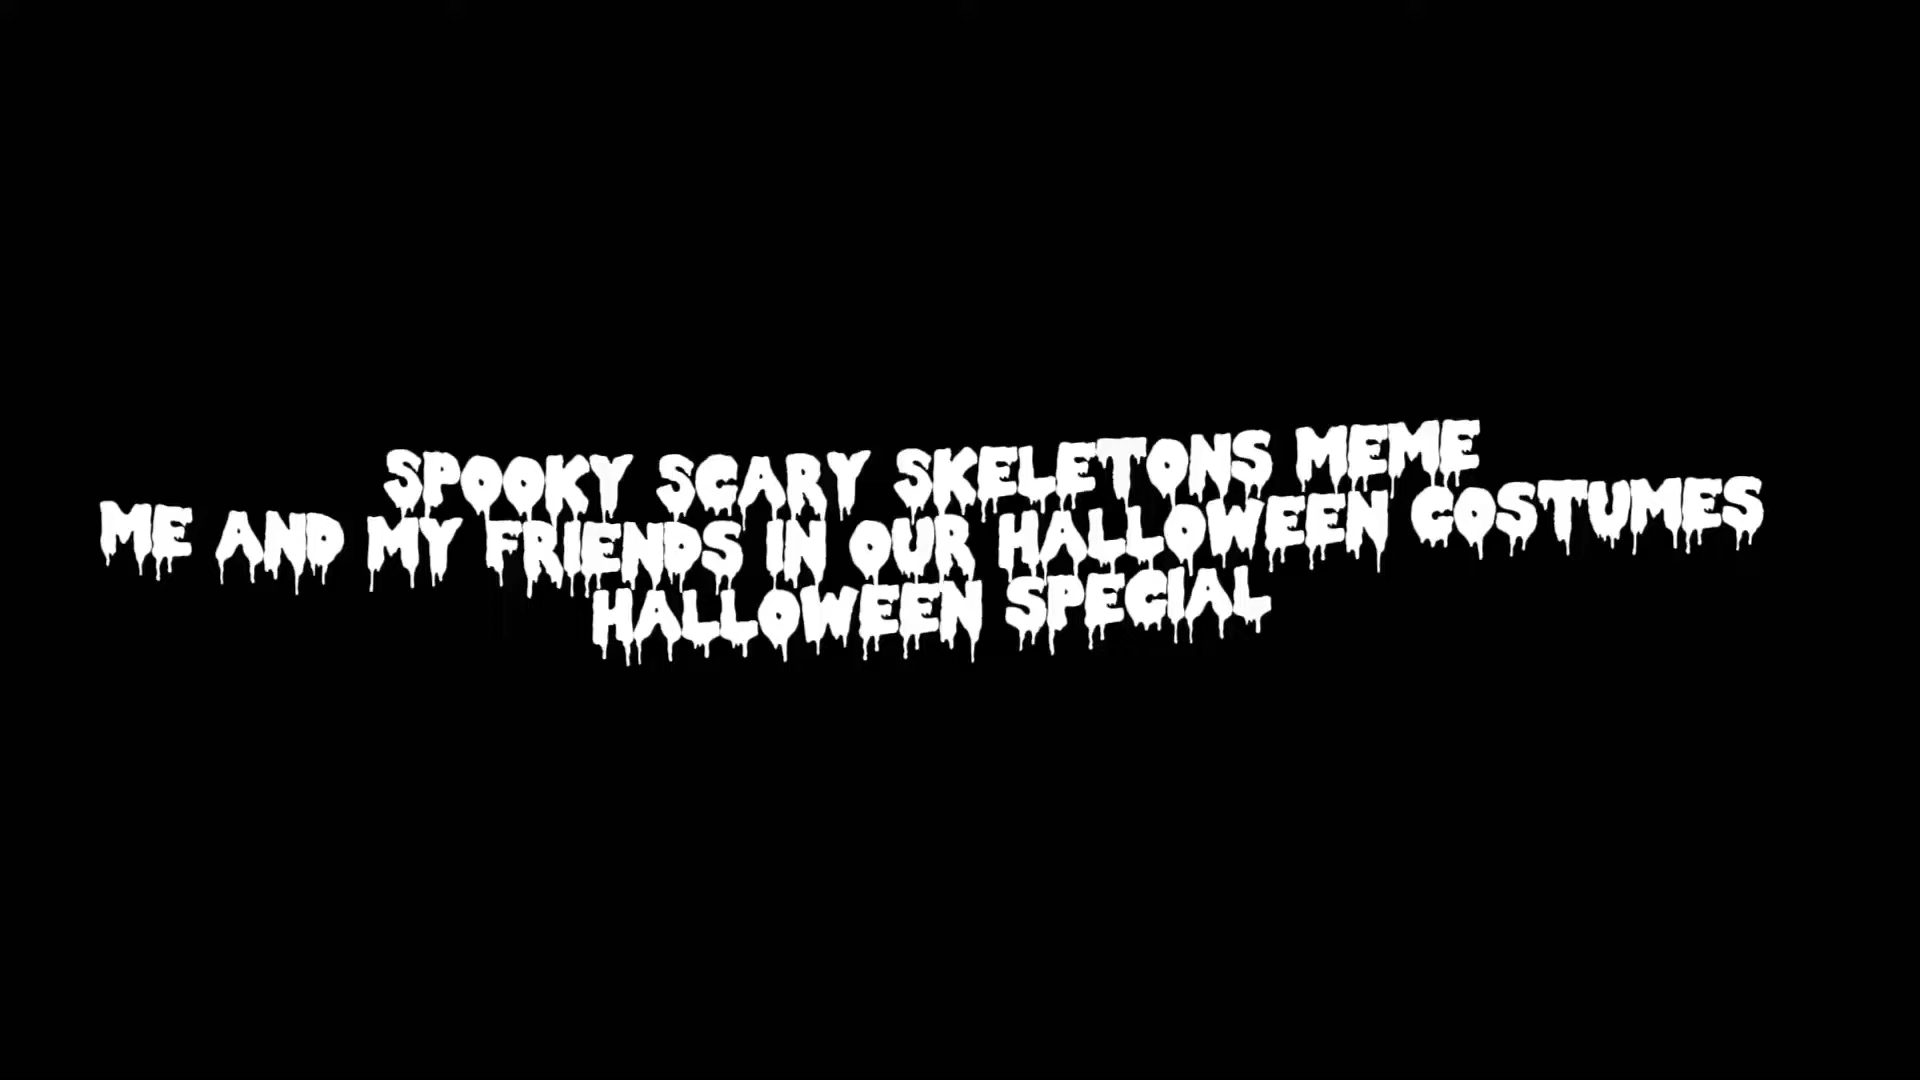 SPOOKY SCARY SKELETONS MEME
ME AND MY FRIENDS IN OUR HALLOWEEN COSTUMES
HALLOWEEN SPECIAL